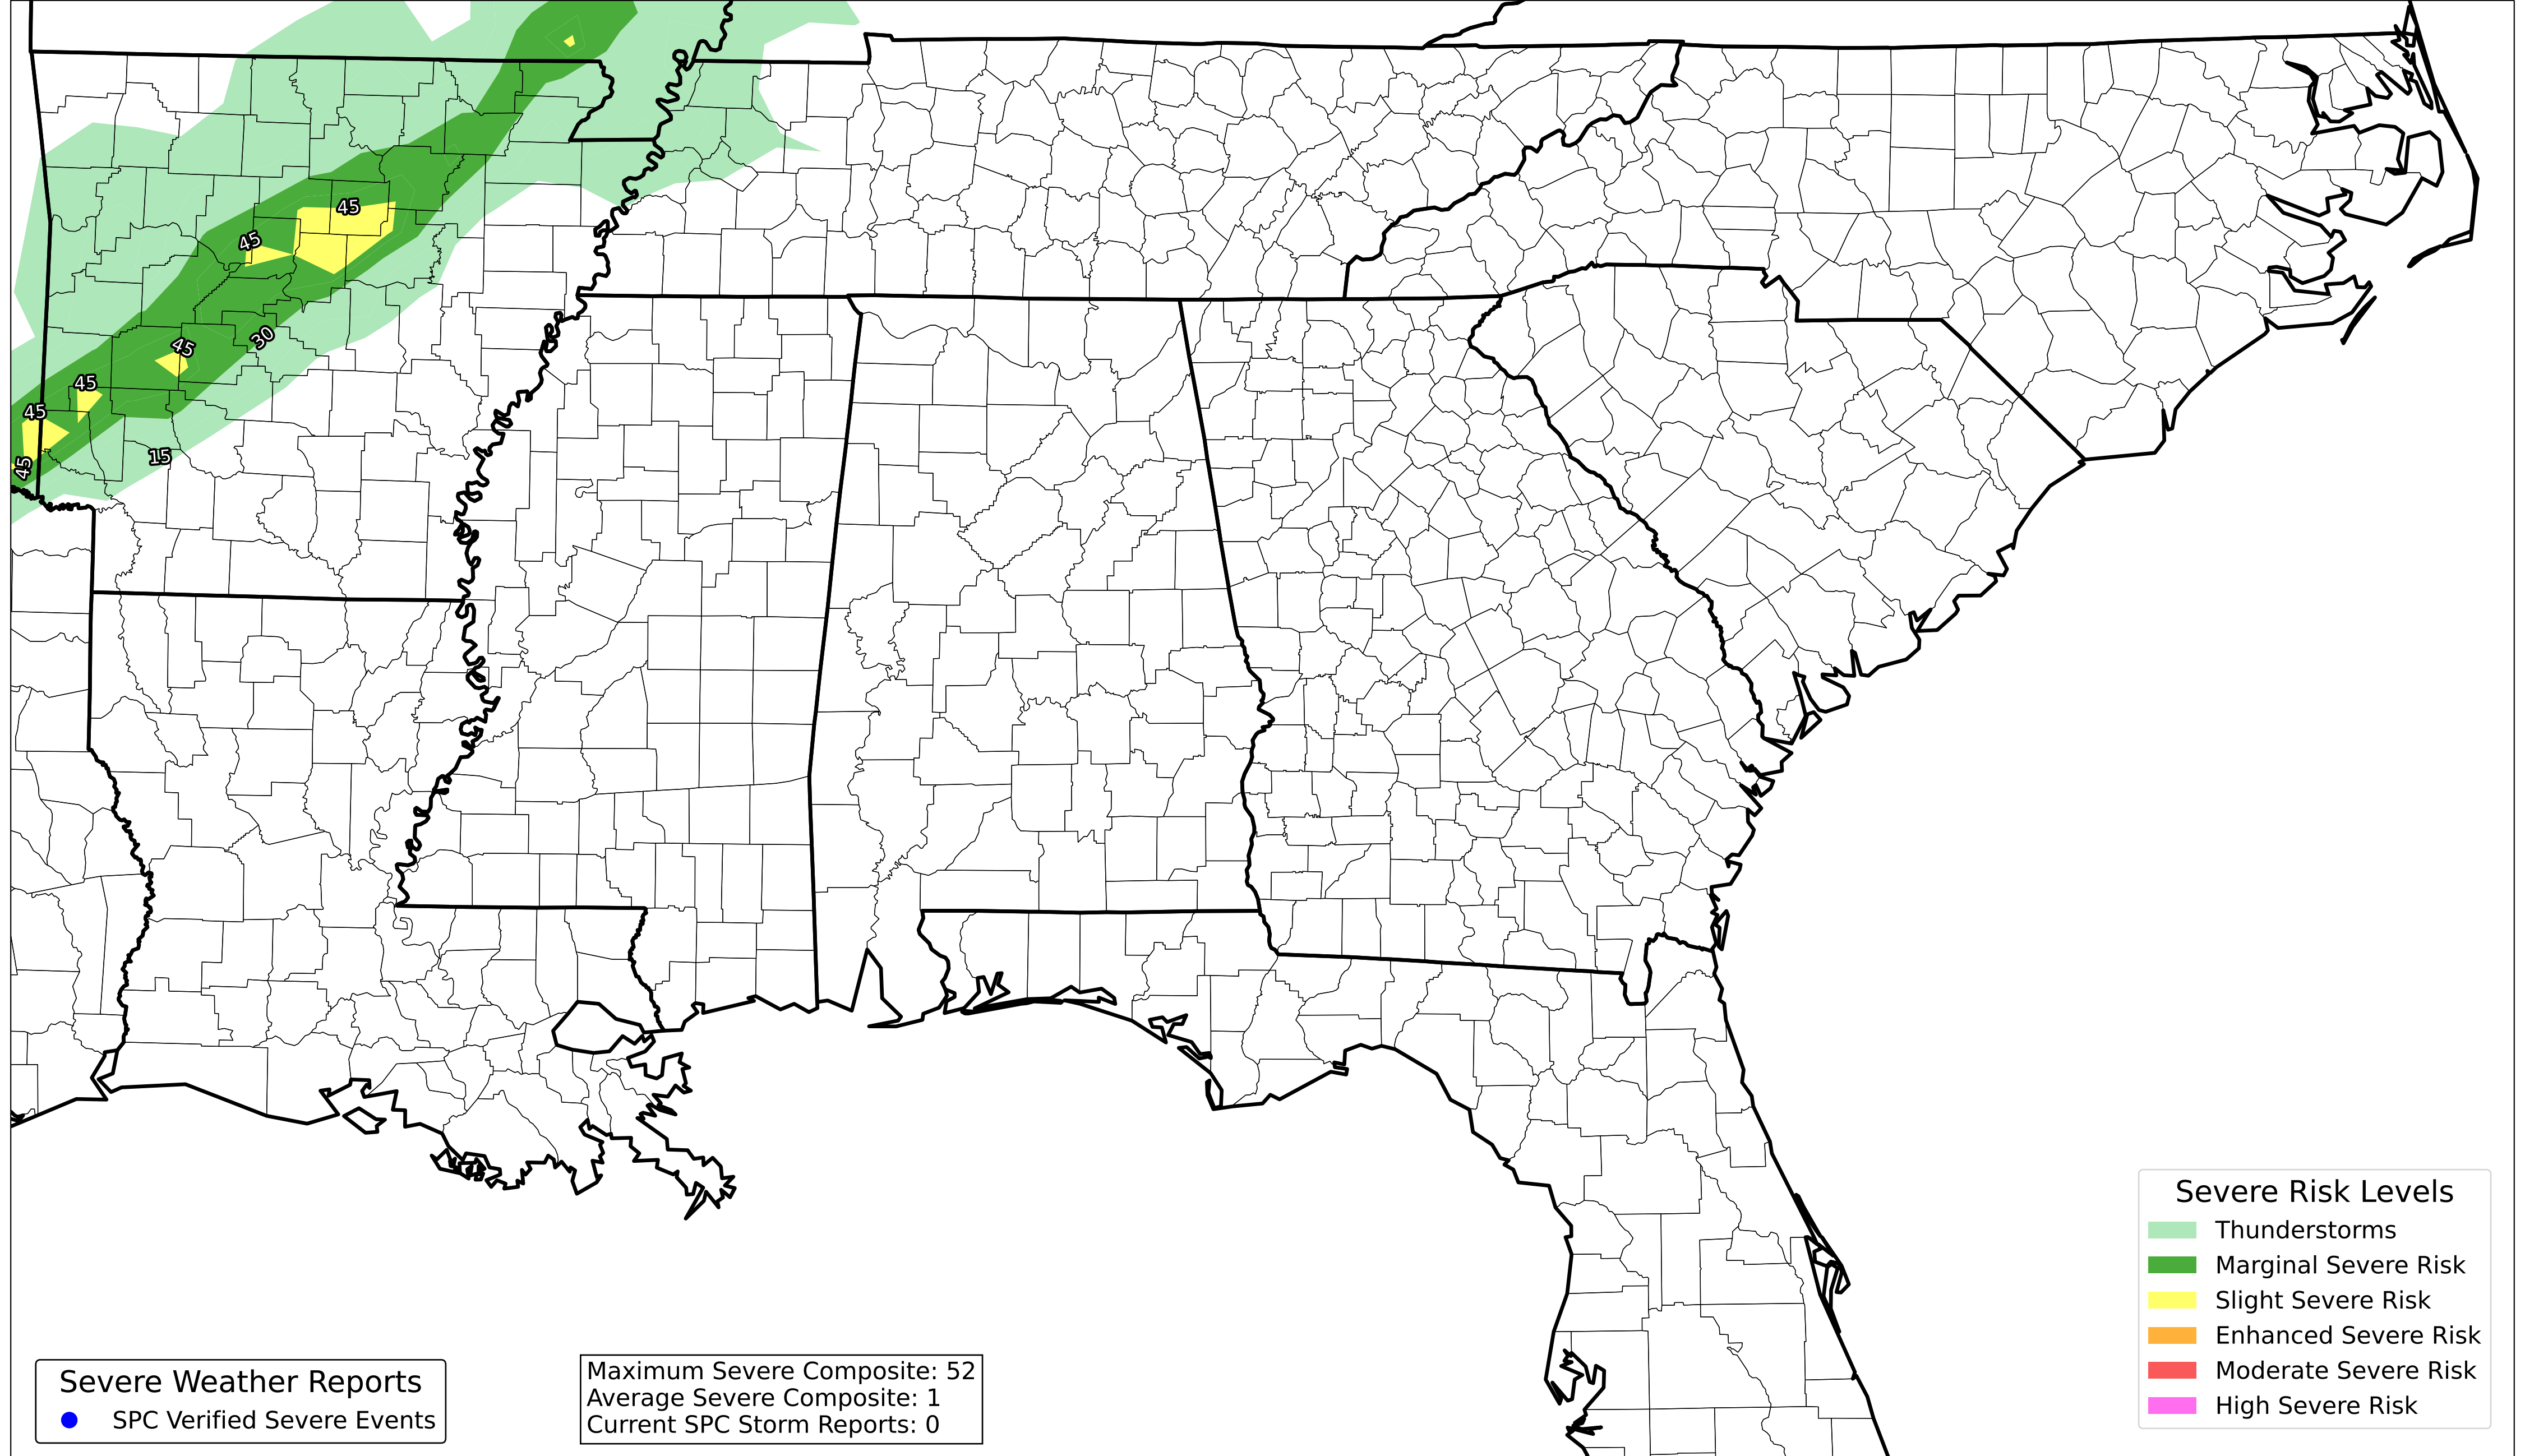 45
45
45
30
45
45
15
45
Severe Risk Levels
Thunderstorms
Marginal Severe Risk
Slight Severe Risk
Enhanced Severe Risk
Moderate Severe Risk
High Severe Risk
Severe Weather Reports
SPC Verified Severe Events
Maximum Severe Composite: 52
Average Severe Composite: 1
Current SPC Storm Reports: 0